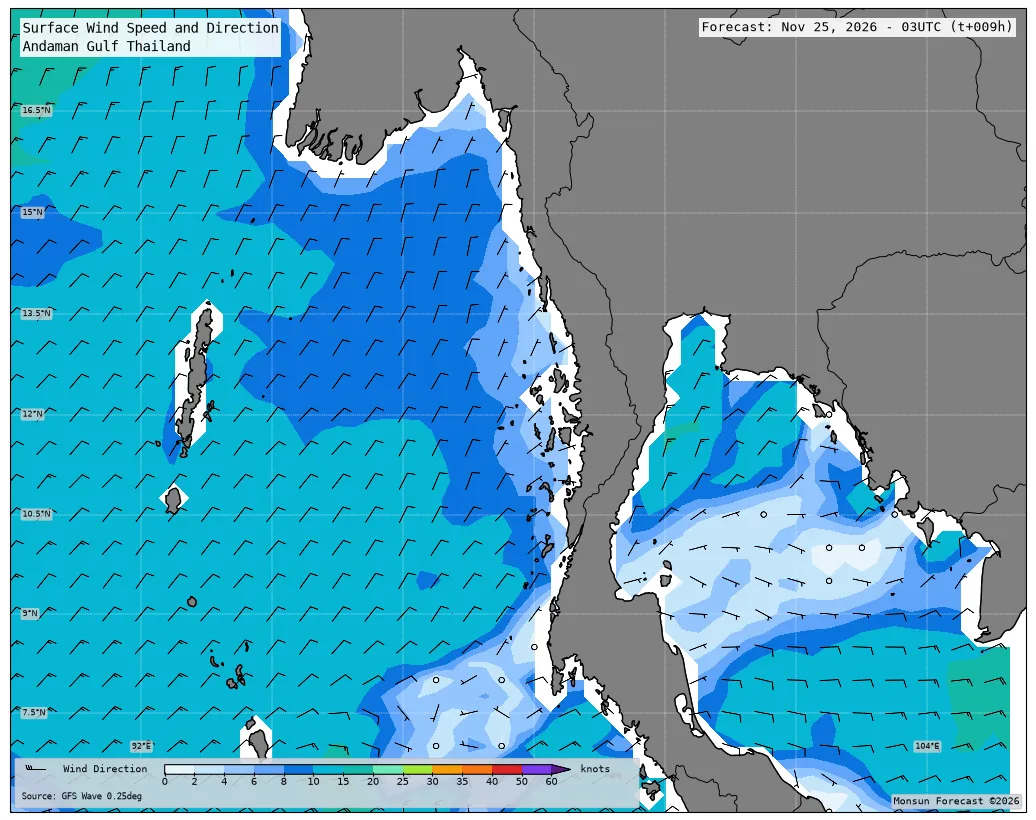 Surface Wind Speed and Direction
Andaman Gulf Thailand
Forecast: Nov 25, 2026 - 03UTC (t+009h)
16.5°N
15°N
13.5°N
12°N
10.5°N
9°N
7.5°N
92°E
104°E
Wind Direction
0 2 4 6 8 10 15 20 25 30 35 40 50 60
knots
Source: GFS Wave 0.25deg
Monsun Forecast ©2026